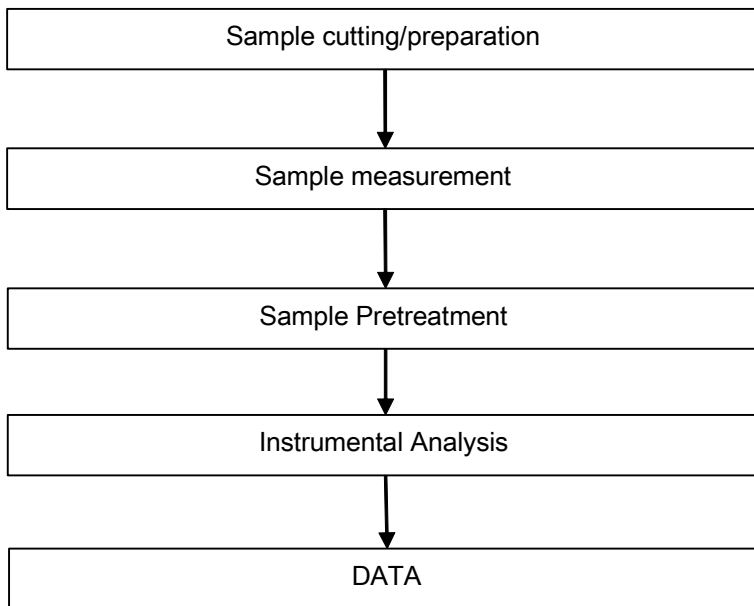 Sample cutting/preparation
Sample measurement
Sample Pretreatment
Instrumental Analysis
DATA